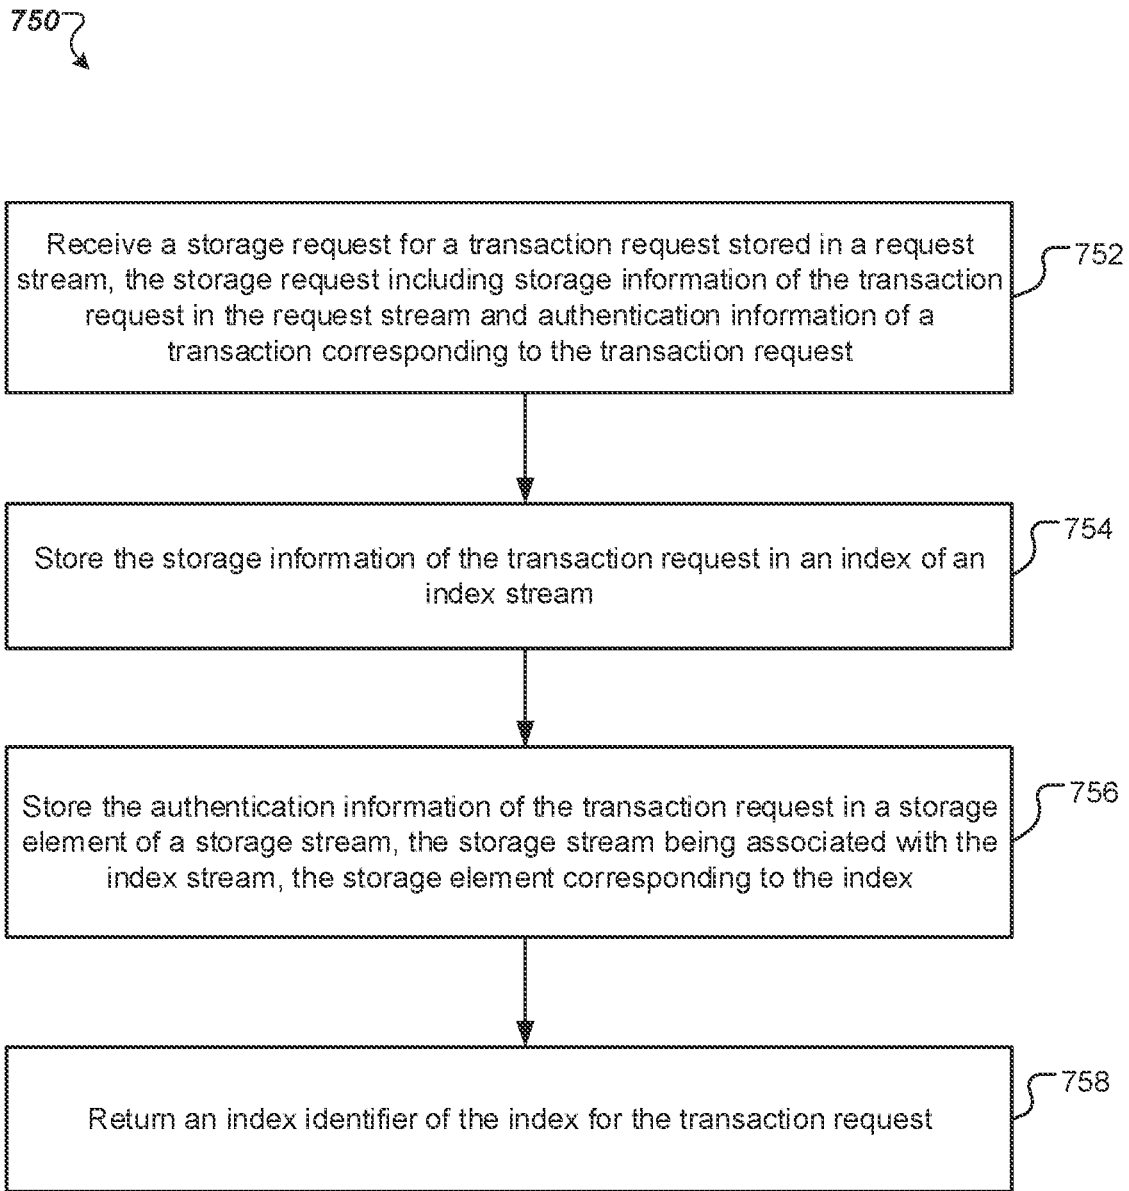 750
Receive a storage request for a transaction request stored in a request
stream, the storage request including storage information of the transaction
request in the request stream and authentication information of a
transaction corresponding to the transaction request
752
Store the storage information of the transaction request in an index of an
index stream
754
Store the authentication information of the transaction request in a storage
element of a storage stream, the storage stream being associated with the
index stream, the storage element corresponding to the index
756
Return an index identifier of the index for the transaction request
758